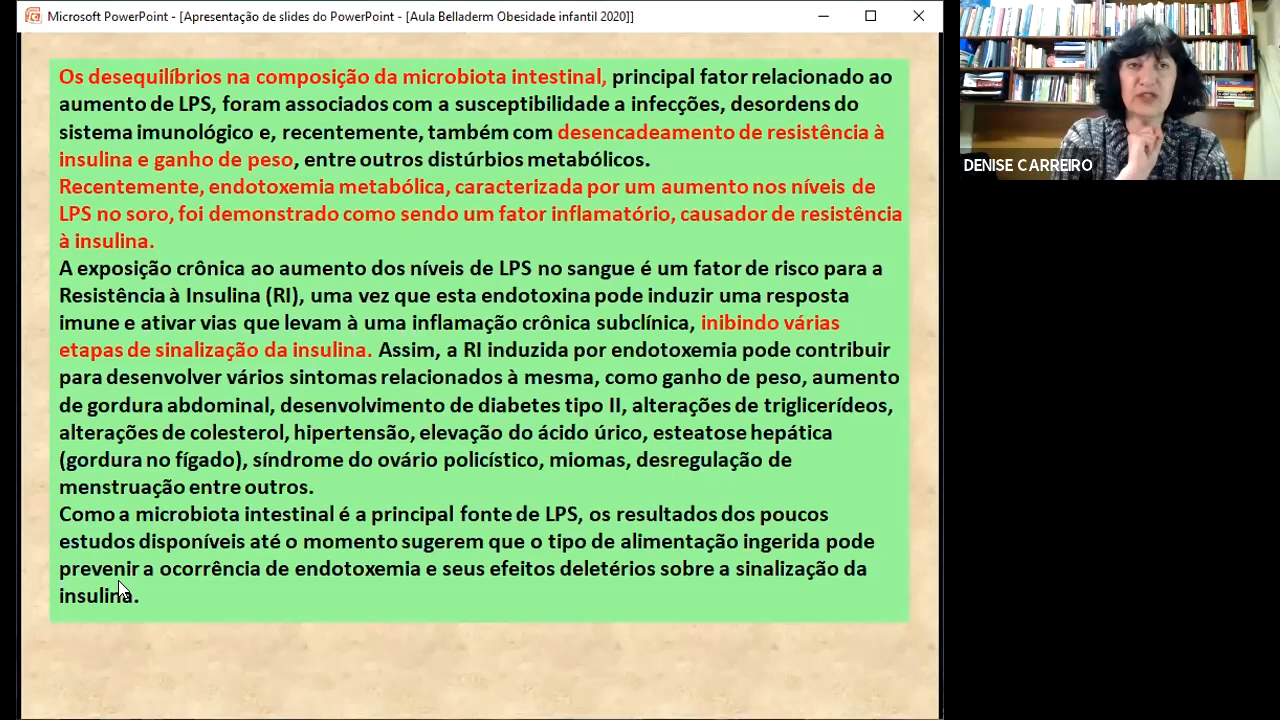 Microsoft PowerPoint - [Apresentação de slides do PowerPoint - [Aula Belladerm Obesidade infantil 2020]]
Os desequilíbrios na composição da microbiota intestinal, principal fator relacionado ao
aumento de LPS, foram associados com a susceptibilidade a infecções, desordens do
sistema imunológico e, recentemente, também com desencadeamento de resistência à
insulina e ganho de peso, entre outros distúrbios metabólicos.
Recentemente, endotoxemia metabólica, caracterizada por um aumento nos níveis de
LPS no soro, foi demonstrado como sendo um fator inflamatório, causador de resistência
à insulina.
A exposição crônica ao aumento dos níveis de LPS no sangue é um fator de risco para a
Resistência à Insulina (RI), uma vez que esta endotoxina pode induzir uma resposta
imune e ativar vias que levam à uma inflamação crônica subclínica, inibindo várias
etapas de sinalização da insulina. Assim, a RI induzida por endotoxemia pode contribuir
para desenvolver vários sintomas relacionados à mesma, como ganho de peso, aumento
de gordura abdominal, desenvolvimento de diabetes tipo II, alterações de triglicerídeos,
alterações de colesterol, hipertensão, elevação do ácido úrico, esteatose hepática
(gordura no fígado), síndrome do ovário policístico, miomas, desregulação de
menstruação entre outros.
Como a microbiota intestinal é a principal fonte de LPS, os resultados dos poucos
estudos disponíveis até o momento sugerem que o tipo de alimentação ingerida pode
prevenir a ocorrência de endotoxemia e seus efeitos deletérios sobre a sinalização da
insulina.
DENISE CARREIRO